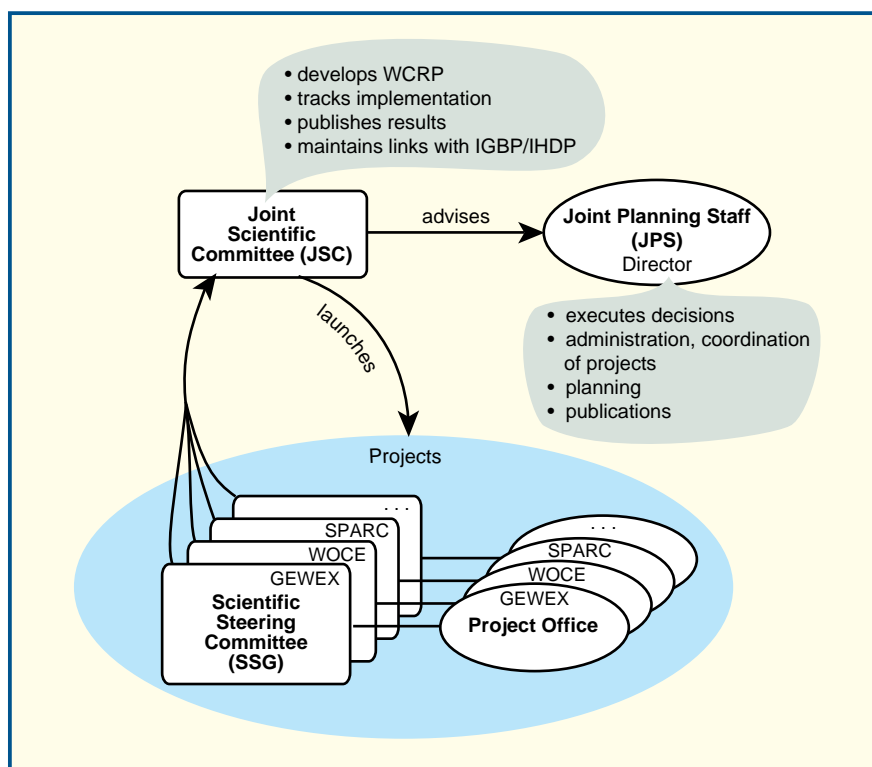 • develops WCRP
• tracks implementation
• publishes results
• maintains links with IGBP/IHDP
Joint
Scientific
Committee (JSC)
advises
Joint Planning Staff
(JPS)
Director
launches
• executes decisions
• administration, coordination
of projects
• planning
• publications
Projects
. . .
SPARC
WOCE
GEWEX
Scientific
Steering
Committee
(SSG)
. . .
SPARC
WOCE
GEWEX
Project Office